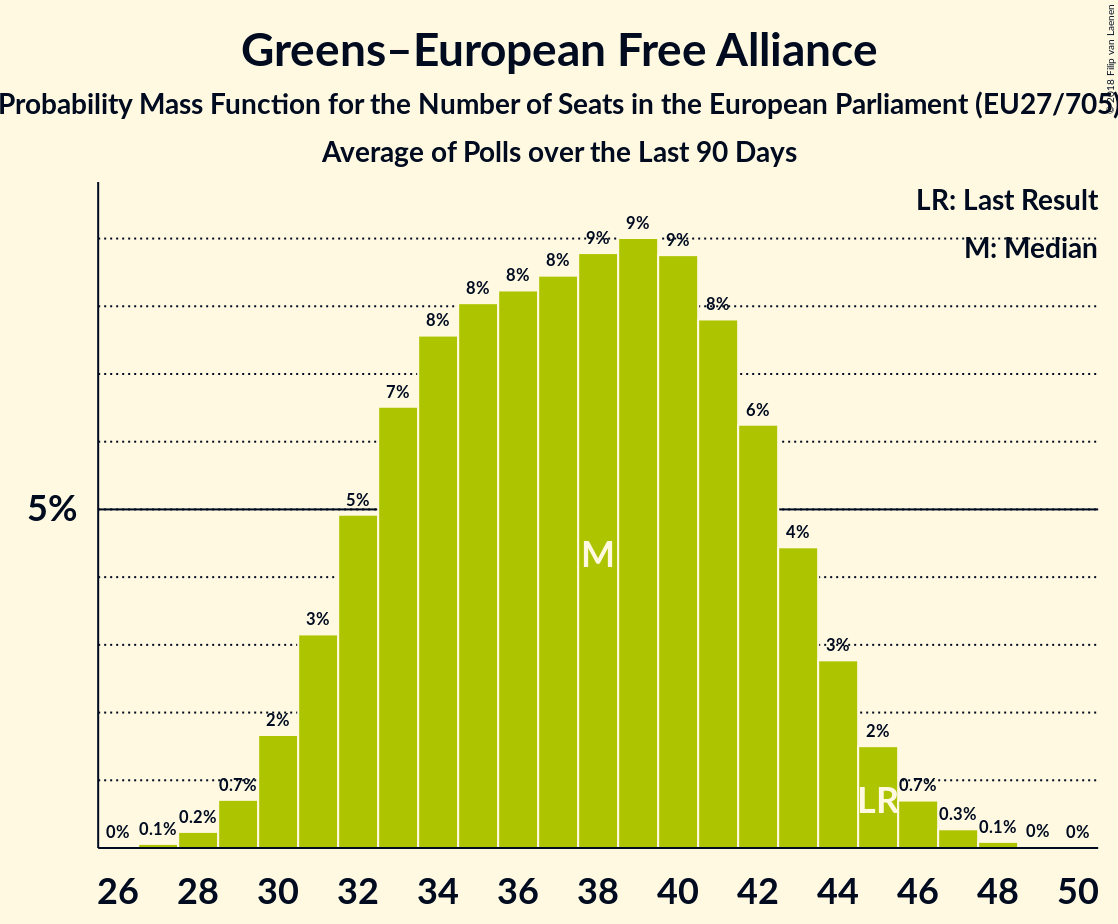 Greens–European Free Alliance
Probability Mass Function for the Number of Seats in the European Parliament (EU27/705)
Average of Polls over the Last 90 Days
© 2018 Filip van Laenen
LR: Last Result
M: Median
5%
0%
0.1%
0.2%
0.7%
2%
3%
5%
7%
8%
8%
8%
8%
9%
9%
9%
8%
6%
4%
3%
2%
0.7%
0.3%
0.1%
0%
0%
M
LR
26 28 30 32 34 36 38 40 42 44 46 48 50